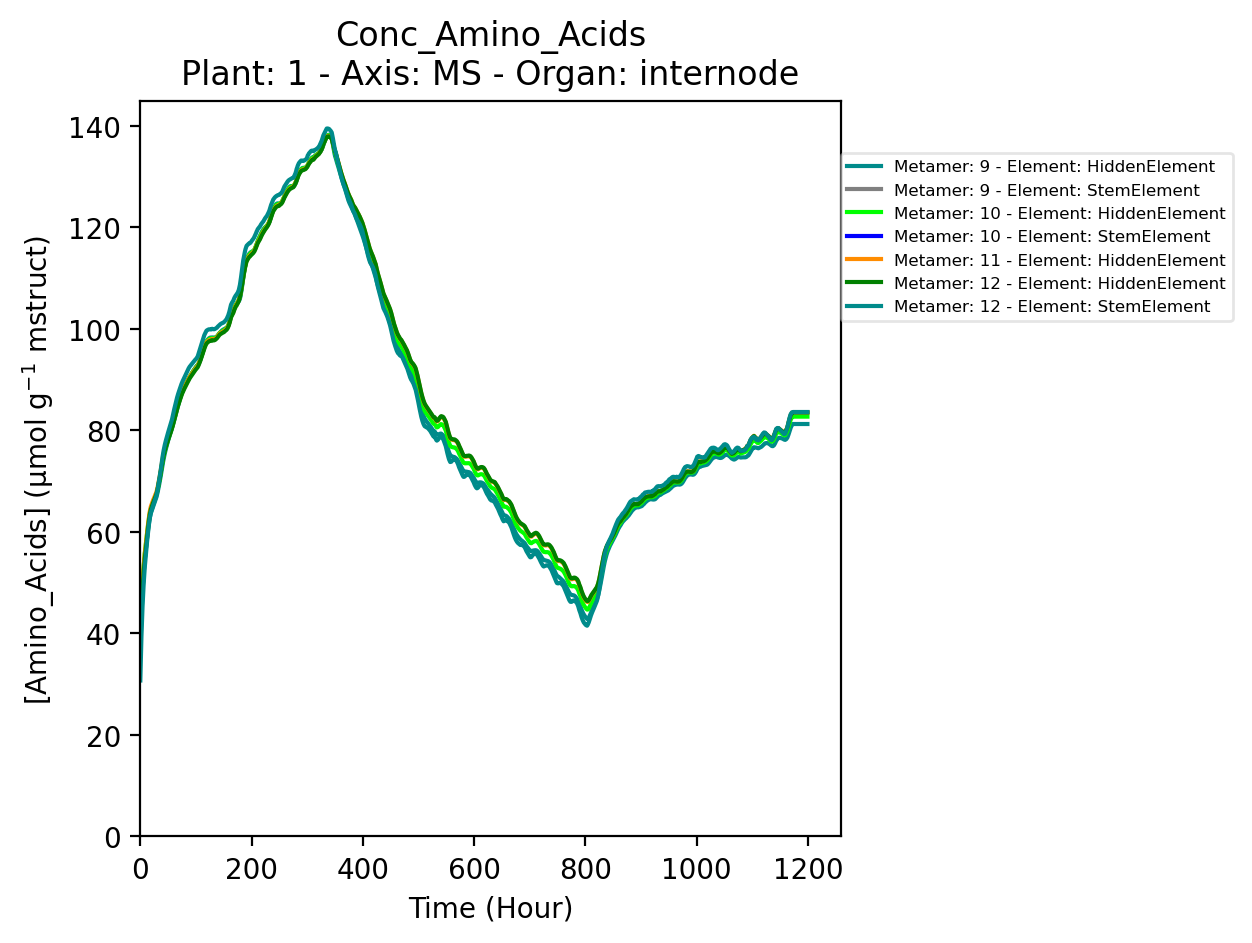 Conc_Amino_Acids
Plant: 1 - Axis: MS - Organ: internode
[Amino_Acids] (µmol g⁻¹ mstruct)
140
120
100
80
60
40
20
0
0 200 400 600 800 1000 1200
Time (Hour)
Metamer: 9 - Element: HiddenElement
Metamer: 9 - Element: StemElement
Metamer: 10 - Element: HiddenElement
Metamer: 10 - Element: StemElement
Metamer: 11 - Element: HiddenElement
Metamer: 12 - Element: HiddenElement
Metamer: 12 - Element: StemElement